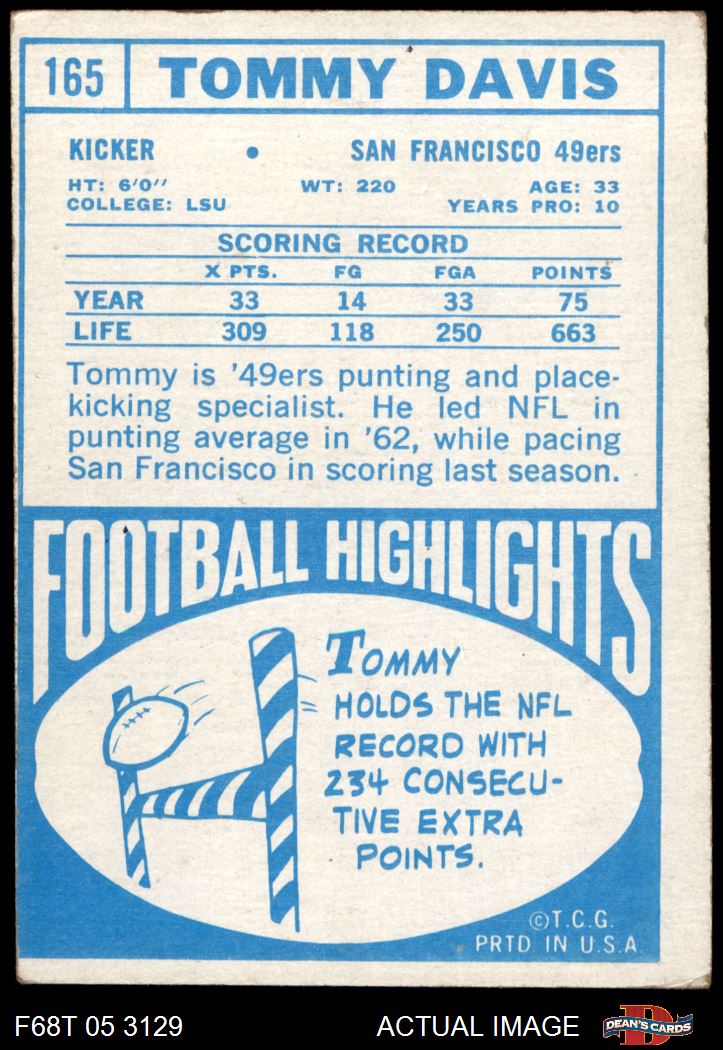 165 TOMMY DAVIS
KICKER • SAN FRANCISCO 49ers
HT: 6'0" WT: 220 AGE: 33
COLLEGE: LSU YEARS PRO: 10
SCORING RECORD
X PTS. FG FGA POINTS
YEAR 33 14 33 75
LIFE 309 118 250 663
Tommy is '49ers punting and place-
kicking specialist. He led NFL in
punting average in '62, while pacing
San Francisco in scoring last season.
FOOTBALL HIGHLIGHTS
TOMMY
HOLDS THE NFL
RECORD WITH
234 CONSECU-
TIVE EXTRA
POINTS.
©T.C.G.
PRTD IN U.S.A
F68T 05 3129 ACTUAL IMAGE D DEAN'S CARDS